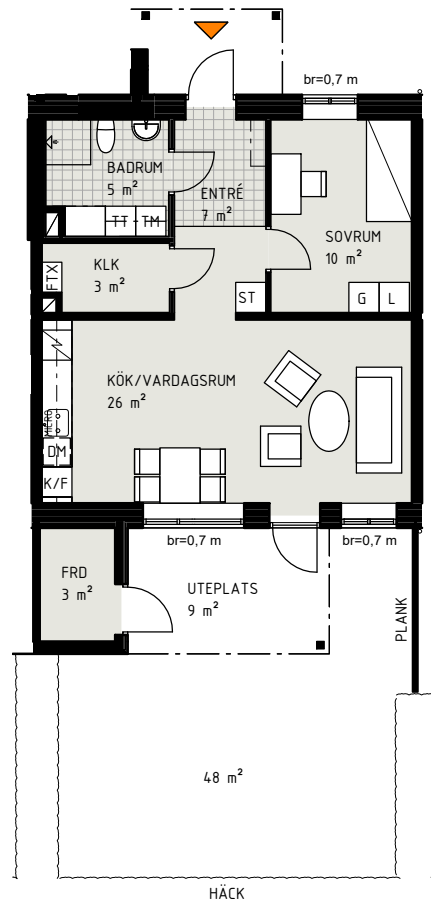 br=0,7 m
BADRUM
5 m²
ENTRÉ
7 m²
TT
TM
SOVRUM
10 m²
KLK
3 m²
FTX
ST
G
L
KÖK/VARDAGSRUM
26 m²
MICRO
DM
K/F
br=0,7 m
br=0,7 m
FRD
3 m²
UTEPLATS
9 m²
PLANK
48 m²
HÄCK